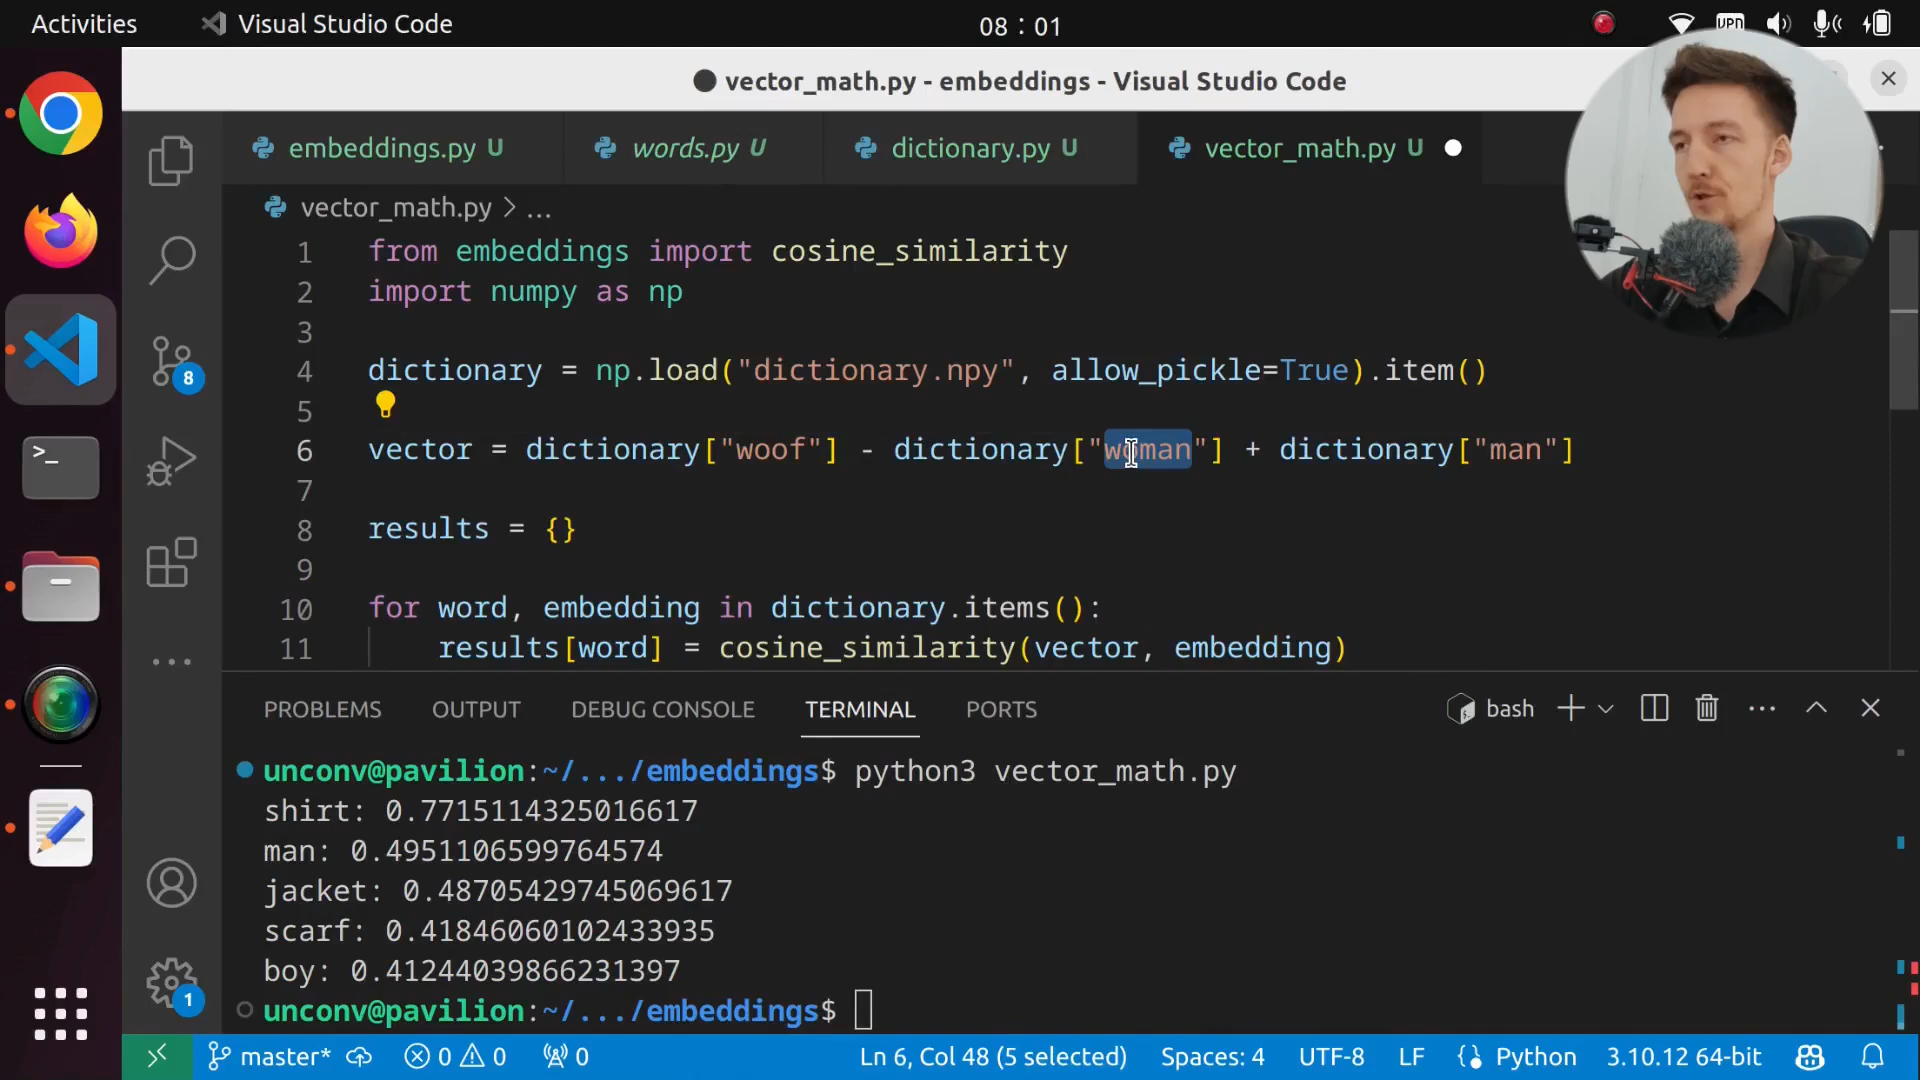 Activities
Visual Studio Code
08 : 01
VPN
vector_math.py - embeddings - Visual Studio Code
embeddings.py U
words.py U
dictionary.py U
vector_math.py U
vector_math.py > ...
1 from embeddings import cosine_similarity
2 import numpy as np
3
4 dictionary = np.load("dictionary.npy", allow_pickle=True).item()
5
6 vector = dictionary["woof"] - dictionary["woman"] + dictionary["man"]
7
8 results = {}
9
10 for word, embedding in dictionary.items():
11 results[word] = cosine_similarity(vector, embedding)
8
1
PROBLEMS OUTPUT DEBUG CONSOLE TERMINAL PORTS
bash
unconv@pavilion:~/.../embeddings$ python3 vector_math.py
shirt: 0.7715114325016617
man: 0.4951106599764574
jacket: 0.48705429745069617
scarf: 0.41846060102433935
boy: 0.41244039866231397
unconv@pavilion:~/.../embeddings$
master* 0 0 0 Ln 6, Col 48 (5 selected) Spaces: 4 UTF-8 LF Python 3.10.12 64-bit